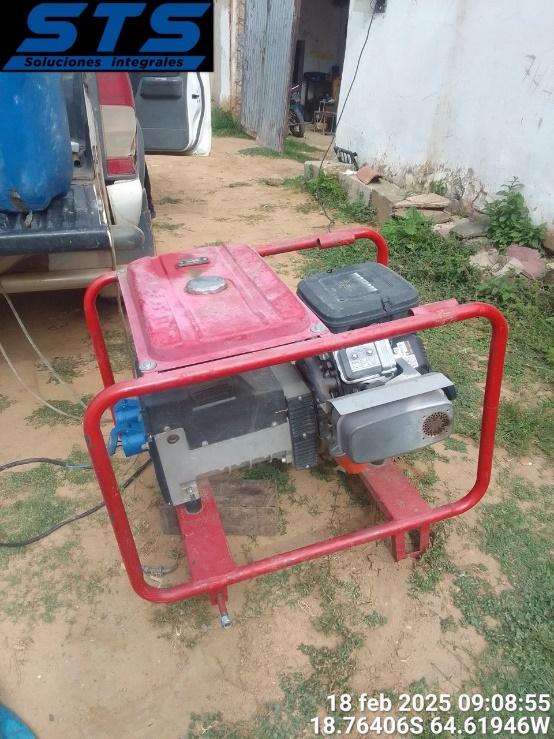 STS
Soluciones integrales
18 feb 2025 09:08:55
18.76406S 64.61946W